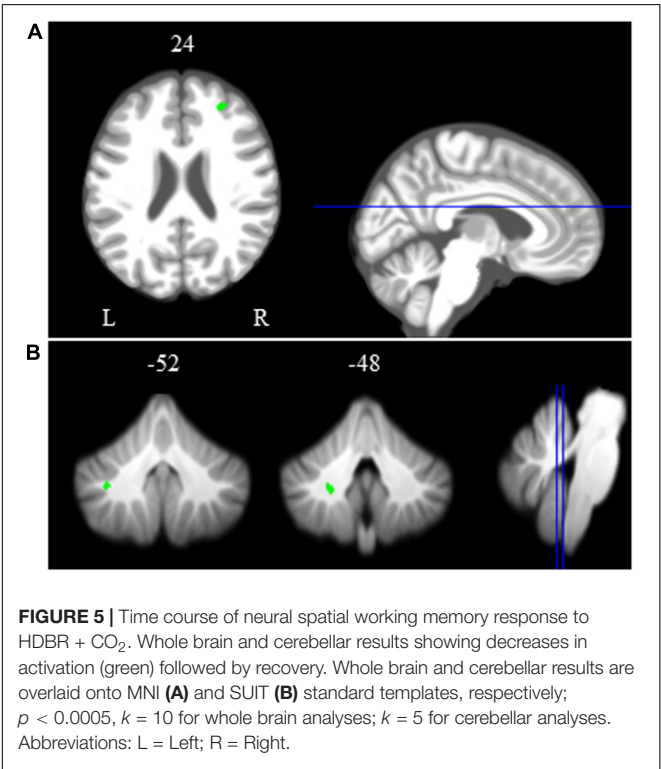 A
24
L R
B
-52 -48
FIGURE 5 | Time course of neural spatial working memory response to
HDBR + CO₂. Whole brain and cerebellar results showing decreases in
activation (green) followed by recovery. Whole brain and cerebellar results are
overlaid onto MNI (A) and SUIT (B) standard templates, respectively;
p < 0.0005, k = 10 for whole brain analyses; k = 5 for cerebellar analyses.
Abbreviations: L = Left; R = Right.